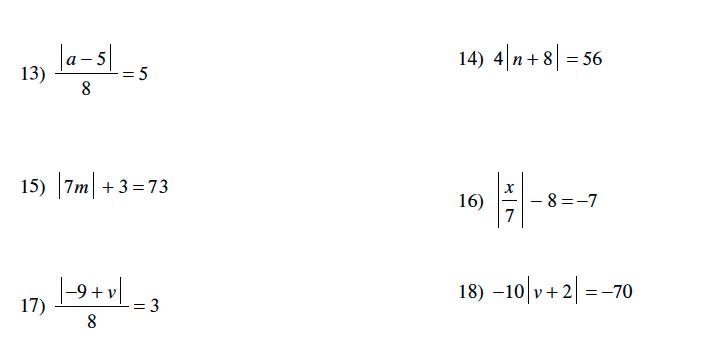 13) |a − 5| / 8 = 5
14) 4|n + 8| = 56
15) |7m| + 3 = 73
16) |x / 7| − 8 = −7
17) |−9 + v| / 8 = 3
18) −10|v + 2| = −70